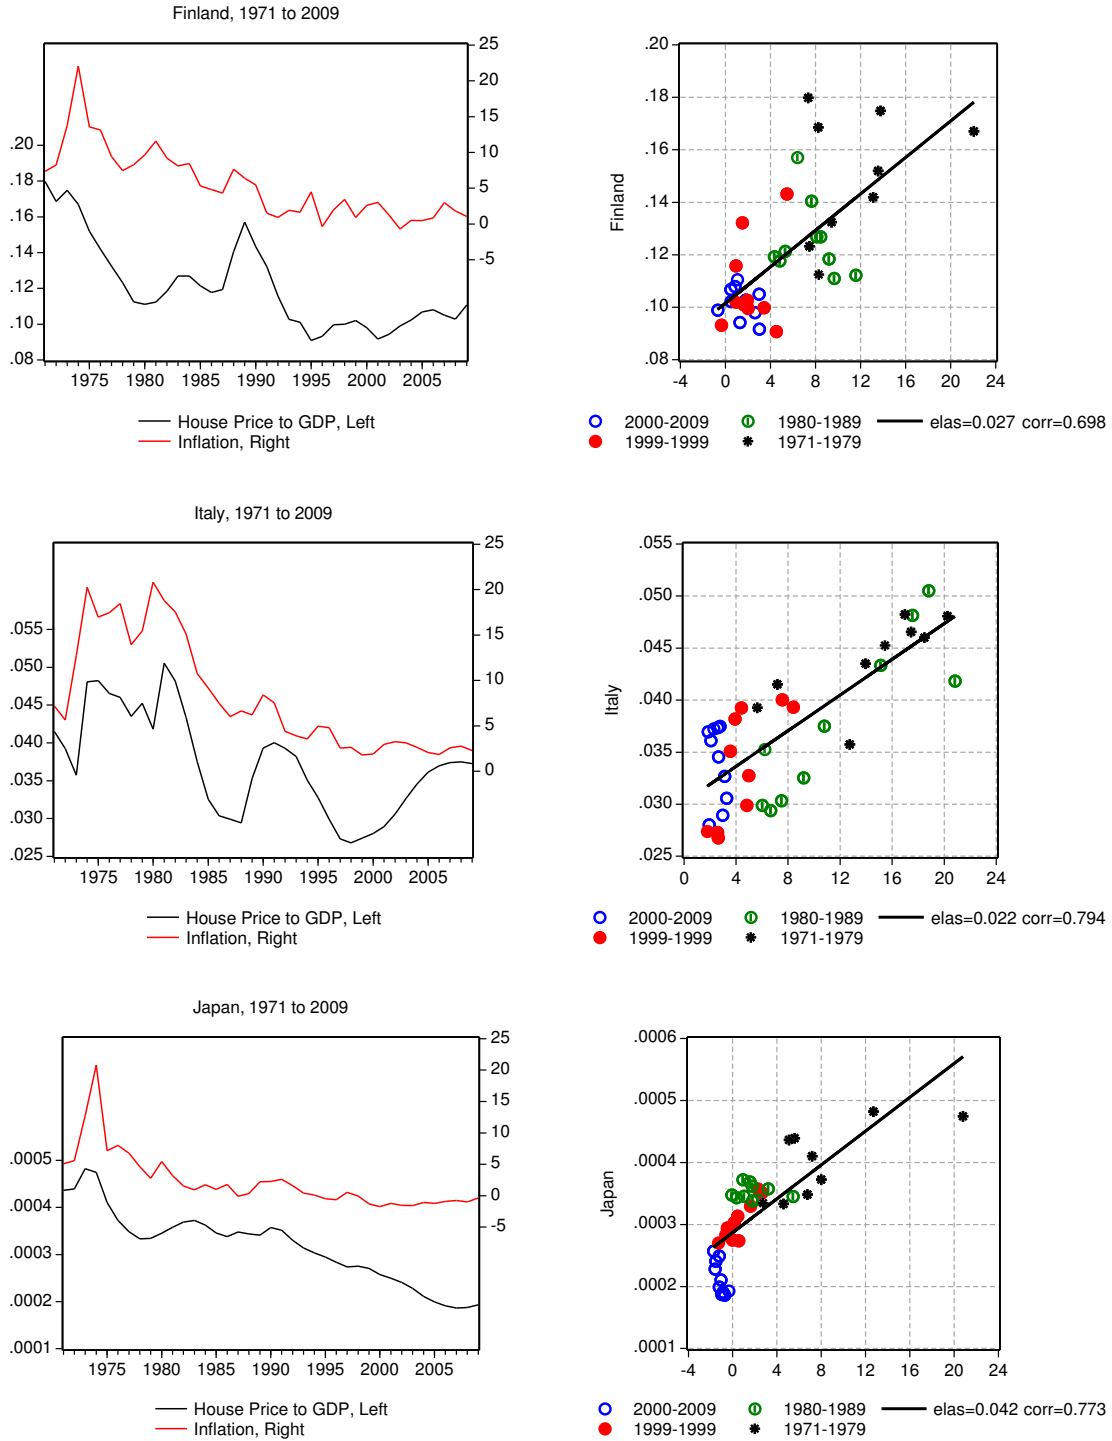 Finland, 1971 to 2009
25
20
15
10
5
0
-5
.20
.18
.16
.14
.12
.10
.08
1975 1980 1985 1990 1995 2000 2005
House Price to GDP, Left
Inflation, Right
.20
.18
.16
.14
.12
.10
.08
Finland
-4 0 4 8 12 16 20 24
2000-2009 1980-1989 elas=0.027 corr=0.698
1999-1999 1971-1979
Italy, 1971 to 2009
25
20
15
10
5
0
.055
.050
.045
.040
.035
.030
.025
1975 1980 1985 1990 1995 2000 2005
House Price to GDP, Left
Inflation, Right
.055
.050
.045
.040
.035
.030
.025
Italy
0 4 8 12 16 20 24
2000-2009 1980-1989 elas=0.022 corr=0.794
1999-1999 1971-1979
Japan, 1971 to 2009
25
20
15
10
5
0
-5
.0005
.0004
.0003
.0002
.0001
1975 1980 1985 1990 1995 2000 2005
House Price to GDP, Left
Inflation, Right
.0006
.0005
.0004
.0003
.0002
.0001
Japan
-4 0 4 8 12 16 20 24
2000-2009 1980-1989 elas=0.042 corr=0.773
1999-1999 1971-1979